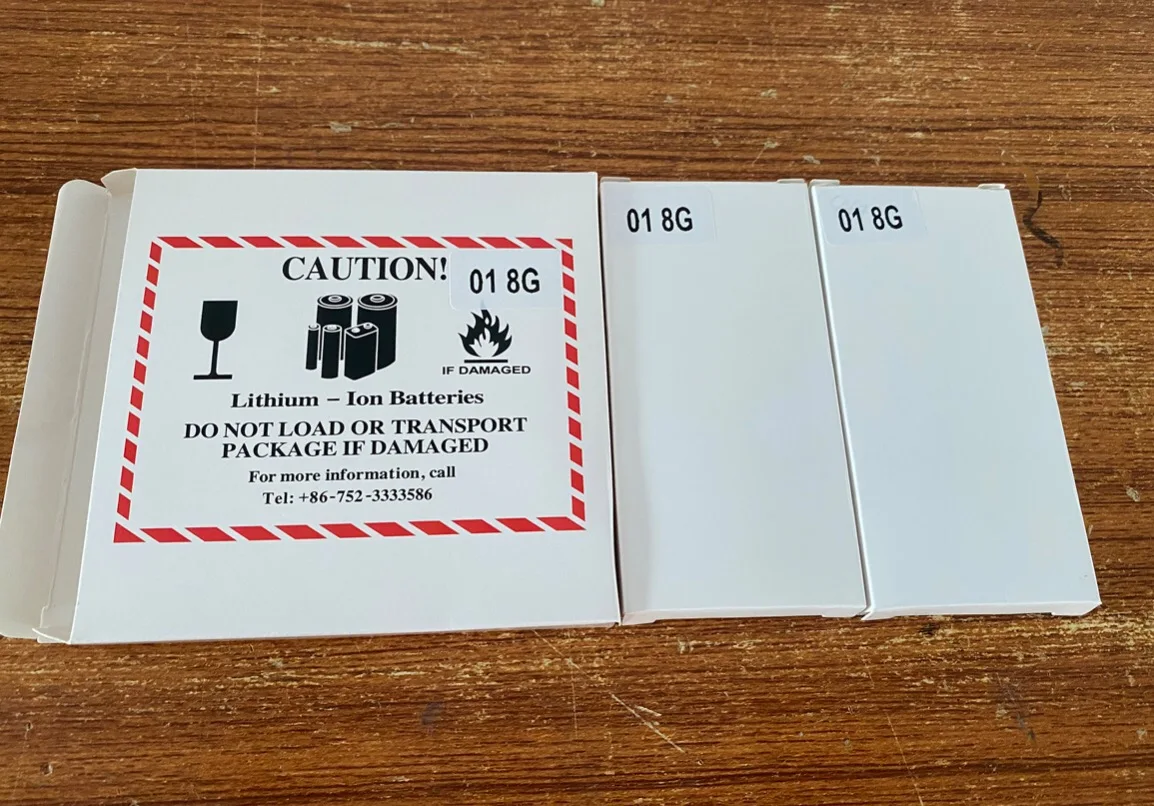 CAUTION!
01 8G
IF DAMAGED
Lithium – Ion Batteries
DO NOT LOAD OR TRANSPORT
PACKAGE IF DAMAGED
For more information, call
Tel: +86-752-3333586
01 8G
01 8G